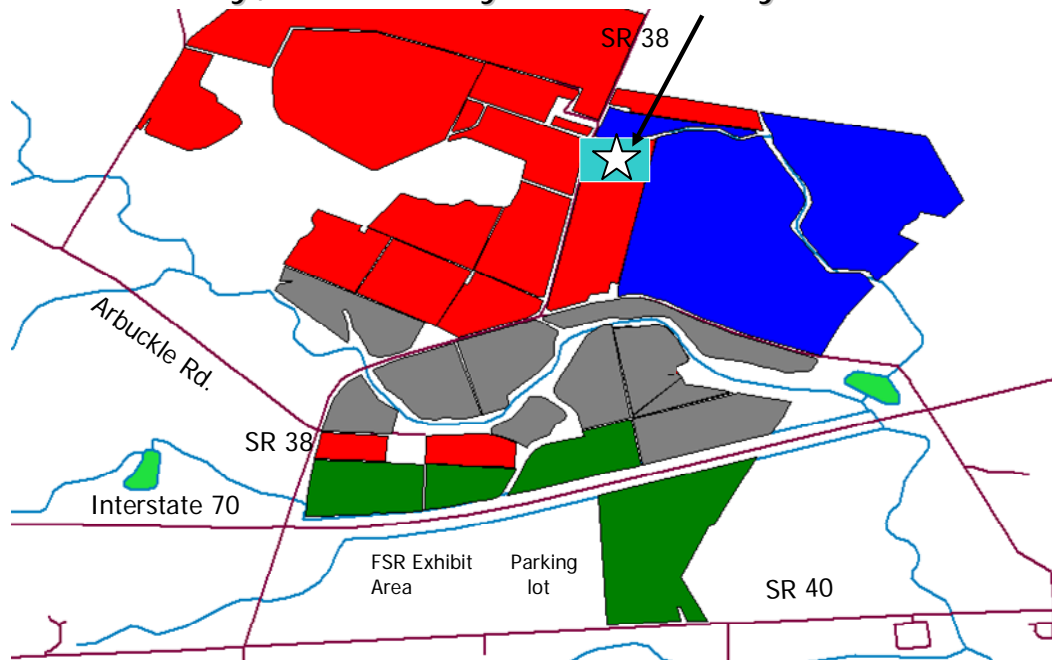 SR 38
Arbuckle Rd.
SR 38
Interstate 70
FSR Exhibit
Area
Parking
lot
SR 40